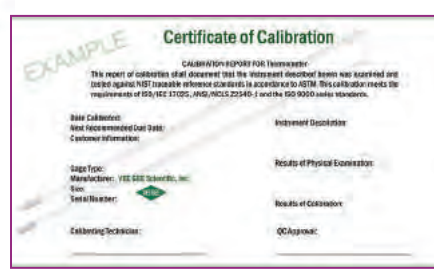 EXAMPLE
Certificate of Calibration
CALIBRATION REPORT FOR Thermometer
This report of calibration shall document that the instrument described herein was examined and
tested against NIST traceable reference standards in accordance to ASTM. This calibration meets the
requirements of ISO/IEC 17025, ANSI/NCLS Z2540-1 and the ISO 9000 series standards.
Date Calibrated:
Next Recommended Due Date:
Customer Information:
Instrument Description:
Gage Type:
Manufacturer: VEE GEE Scientific, Inc.
Size:
Serial Number:
Results of Physical Examination:
Results of Calibration:
Calibrating Technician:
QC Approval: